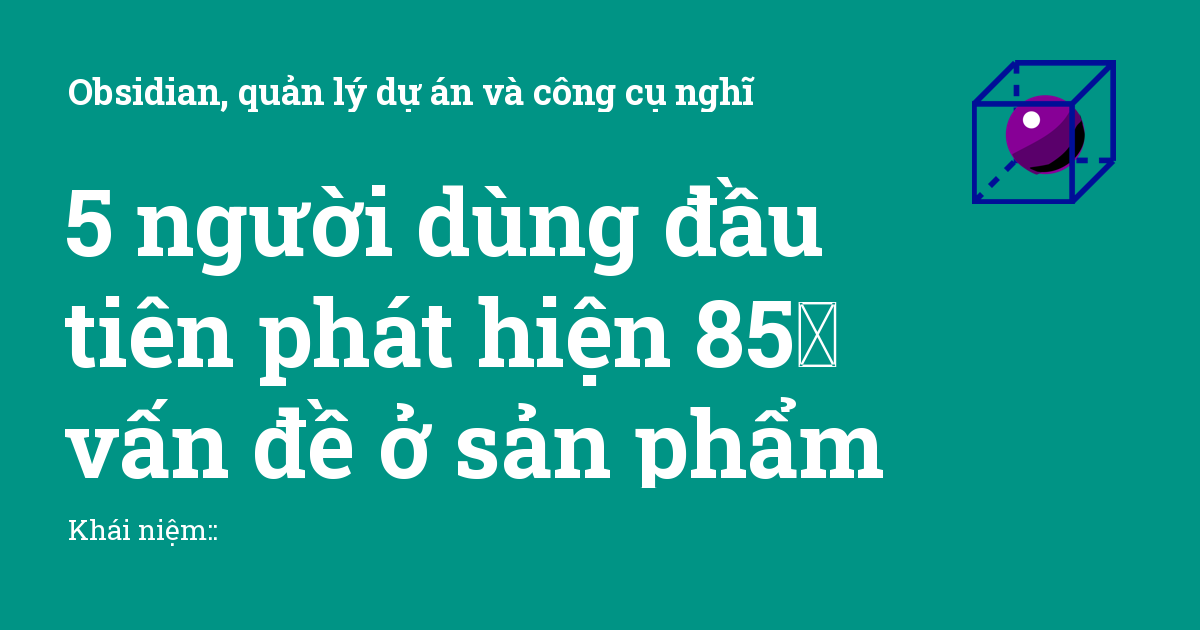 Obsidian, quản lý dự án và công cụ nghĩ
5 người dùng đầu
tiên phát hiện 85
vấn đề ở sản phẩm
Khái niệm::